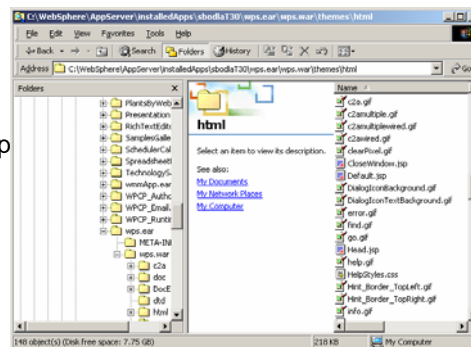 C:\WebSphere\AppServer\installedApps\sbodlaT30\wps.ear\wps.war\themes\html
File Edit View Favorites Tools Help
Back Search Folders History
Address C:\WebSphere\AppServer\installedApps\sbodlaT30\wps.ear\wps.war\themes\html Go
p
Folders
PlantsByWeb
Presentation
RichTextEdit
SamplesGalle
SchedulerCal
Spreadsheet
TechnologyS
wmmApp.ear
WPCP_Autho
WPCP_Email.
WPCP_Runti
wps.ear
META-IN
wps.war
c2a
doc
DocE
dtd
html
html
Select an item to view its description.
See also:
My Documents
My Network Places
My Computer
Name
c2a.gif
c2amultiple.gif
c2amultiplewired.gif
c2awired.gif
clearPixel.gif
CloseWindow.jsp
Default.jsp
DialogIconBackground.gif
DialogIconTextBackground.gif
error.gif
find.gif
go.gif
Head.jsp
help.gif
HelpStyles.css
Hint_Border_TopLeft.gif
Hint_Border_TopRight.gif
info.gif
148 object(s) (Disk free space: 7.75 GB) 218 KB My Computer